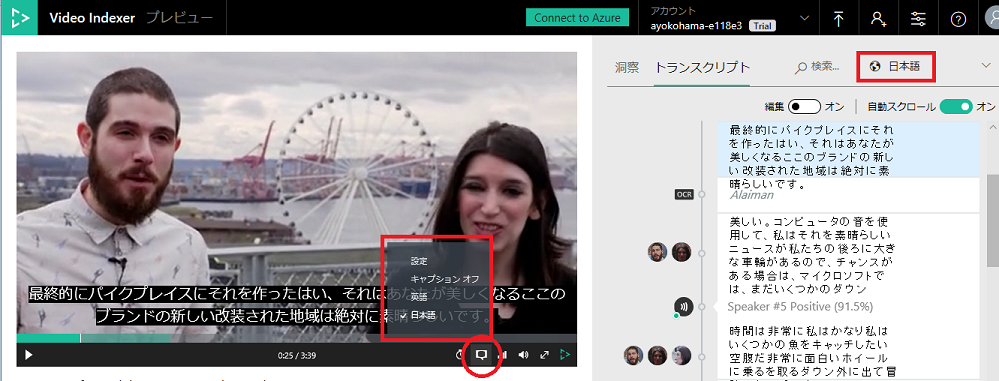 Video Indexer プレビュー
Connect to Azure
アカウント
ayokohama-e118e3 Trial
洞察 トランスクリプト 検索... 日本語
編集 オン 自動スクロール オン
最終的にパイクプレイスにそれ
を作ったはい、それはあなたが
美しくなるここのブランドの新し
い改装された地域は絶対に素
晴らしいです。
OCR
Alaiman
美しい。コンピュータの音を使
用して、私はそれを素晴らしい
ニュースが私たちの後ろに大き
な車輪があるので、チャンスが
ある場合は、マイクロソフトで
は、まだいくつかのダウン
Speaker #5 Positive (91.5%)
時間は非常に私はかなり私は
いくつかの魚をキャッチしたい
空腹だ非常に面白いホイール
に乗るを取るダウン外に出て冒
設定
キャプション オフ
英語
✓ 日本語
最終的にパイクプレイスにそれを作ったはい、それはあなたが美しくなるここの
ブランドの新しい改装された地域は絶対に素晴らしいです。
0:25 / 3:39